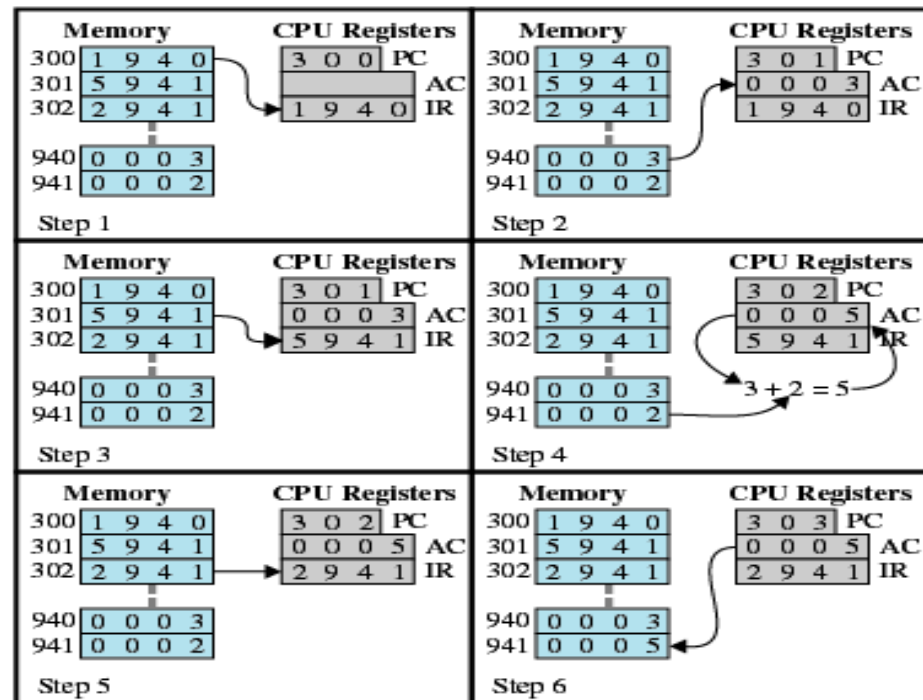 Memory CPU Registers
300 1 9 4 0 3 0 0 PC
301 5 9 4 1 AC
302 2 9 4 1 1 9 4 0 IR
940 0 0 0 3
941 0 0 0 2
Step 1
Memory CPU Registers
300 1 9 4 0 3 0 1 PC
301 5 9 4 1 0 0 0 3 AC
302 2 9 4 1 1 9 4 0 IR
940 0 0 0 3
941 0 0 0 2
Step 2
Memory CPU Registers
300 1 9 4 0 3 0 1 PC
301 5 9 4 1 0 0 0 3 AC
302 2 9 4 1 5 9 4 1 IR
940 0 0 0 3
941 0 0 0 2
Step 3
Memory CPU Registers
300 1 9 4 0 3 0 2 PC
301 5 9 4 1 0 0 0 5 AC
302 2 9 4 1 5 9 4 1 IR
940 0 0 0 3 3 + 2 = 5
941 0 0 0 2
Step 4
Memory CPU Registers
300 1 9 4 0 3 0 2 PC
301 5 9 4 1 0 0 0 5 AC
302 2 9 4 1 2 9 4 1 IR
940 0 0 0 3
941 0 0 0 2
Step 5
Memory CPU Registers
300 1 9 4 0 3 0 3 PC
301 5 9 4 1 0 0 0 5 AC
302 2 9 4 1 2 9 4 1 IR
940 0 0 0 3
941 0 0 0 5
Step 6